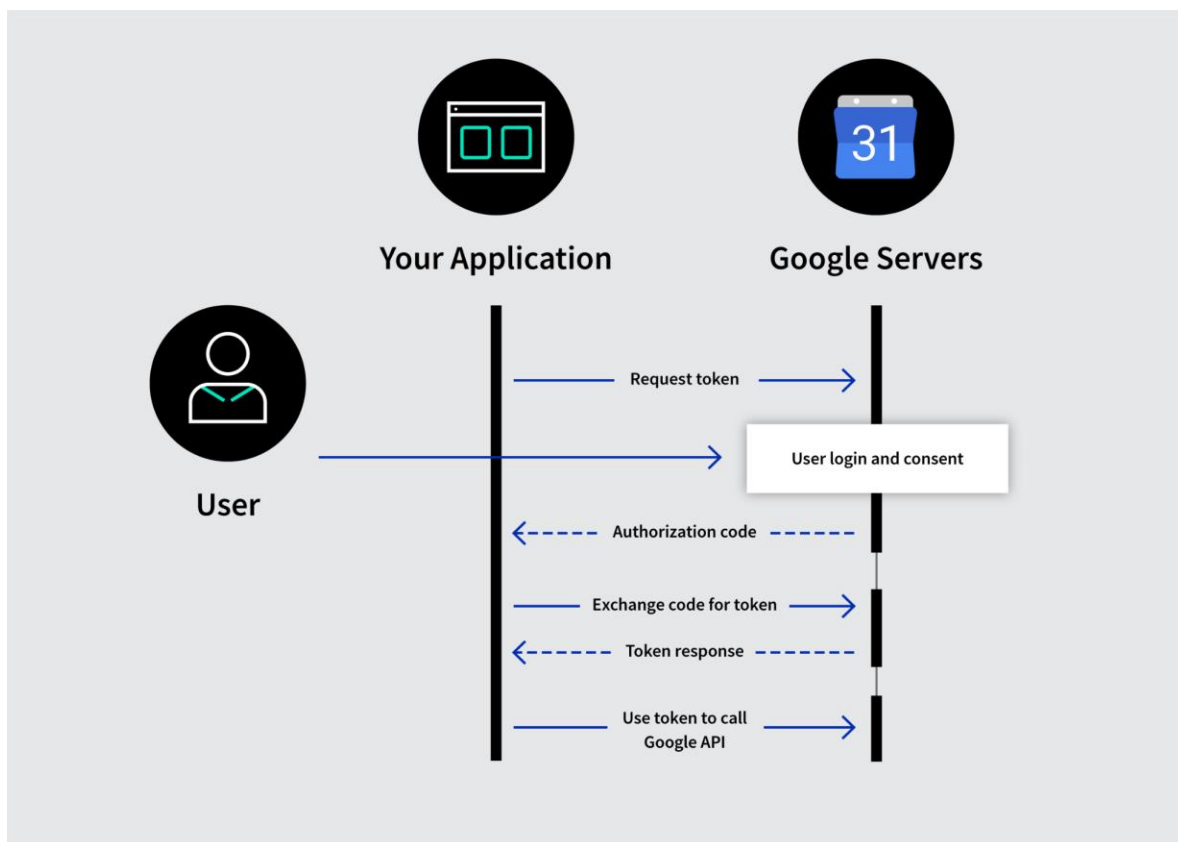 31
Your Application
Google Servers
Request token
User login and consent
User
Authorization code
Exchange code for token
Token response
Use token to call
Google API